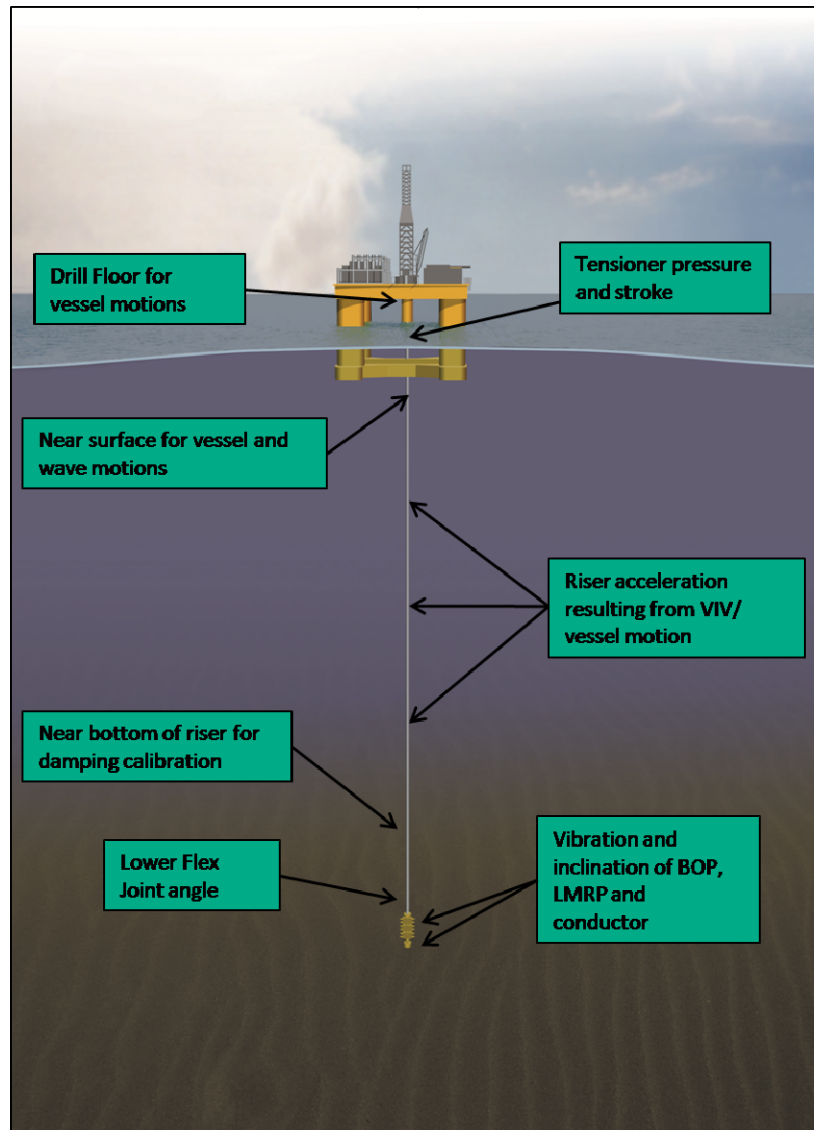 Drill Floor for
vessel motions
Tensioner pressure
and stroke
Near surface for vessel and
wave motions
Riser acceleration
resulting from VIV/
vessel motion
Near bottom of riser for
damping calibration
Lower Flex
Joint angle
Vibration and
inclination of BOP,
LMRP and
conductor